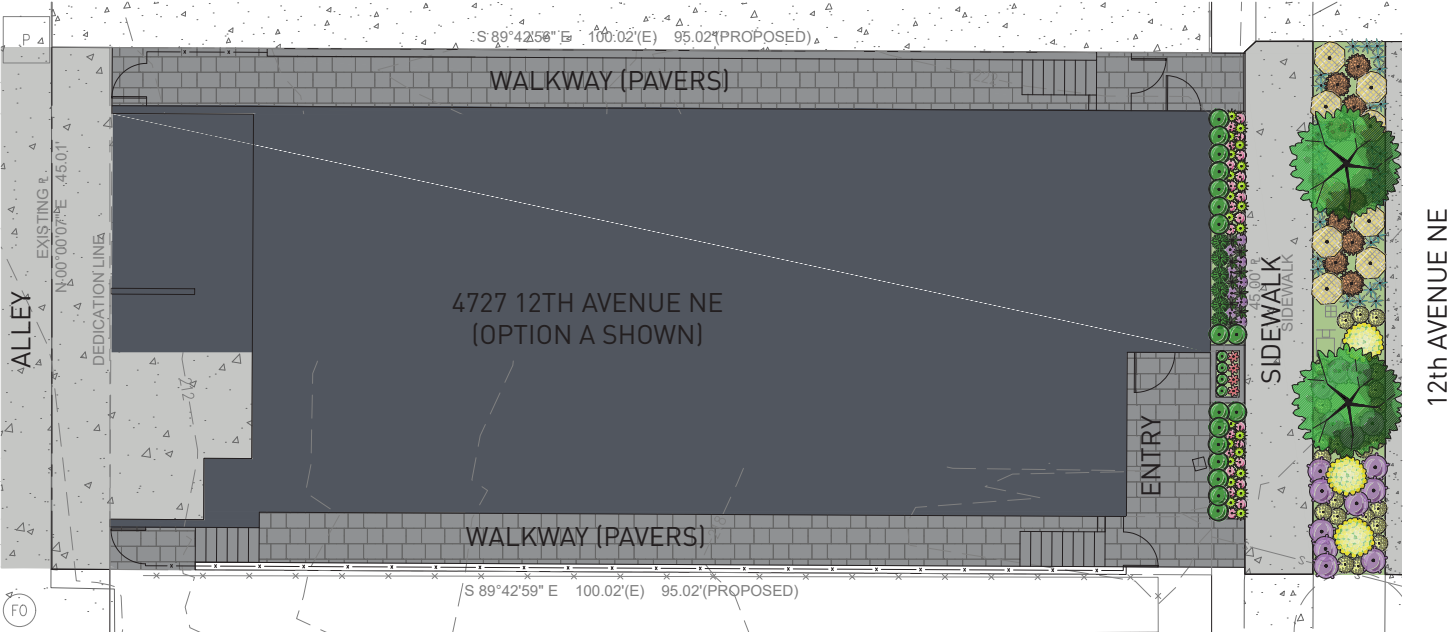 P
S 89°42'56" E 100.02'(E) 95.02'(PROPOSED)
WALKWAY (PAVERS)
ALLEY
EXISTING ℄
N 00°00'07" E 45.01'
DEDICATION LINE
212
4727 12TH AVENUE NE
(OPTION A SHOWN)
ENTRY
45.00'
SIDEWALK
SIDEWALK
12th AVENUE NE
WALKWAY (PAVERS)
S 89°42'59" E 100.02'(E) 95.02'(PROPOSED)
FO